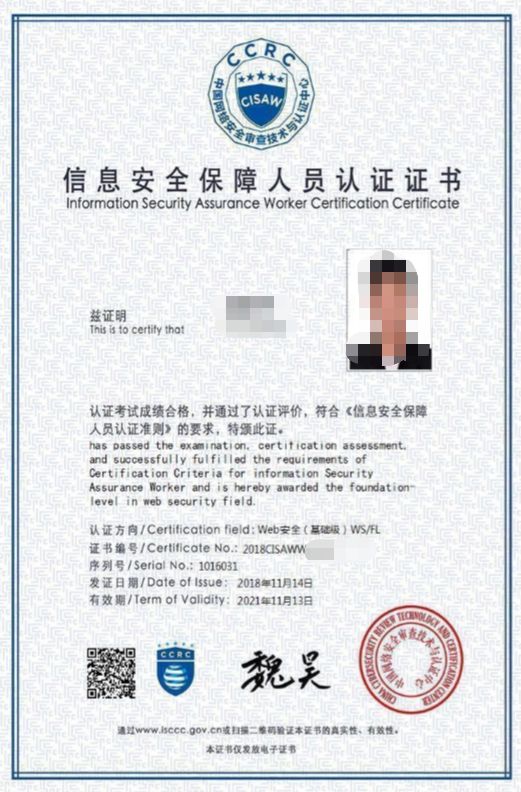 CCRC
CISAW
中国网络安全审查技术与认证中心
信息安全保障人员认证证书
Information Security Assurance Worker Certification Certificate
兹证明
This is to certify that
认证考试成绩合格，并通过了认证评价，符合《信息安全保障
人员认证准则》的要求，特颁此证。
has passed the examination, certification assessment,
and successfully fulfilled the requirements of
Certification Criteria for information Security
Assurance Worker and is hereby awarded the foundation-
level in web security field.
认证方向/Certification field: Web安全（基础级）WS/FL
证书编号/Certificate No.: 2018CISAWW
序列号/Serial No.: 1016031
发证日期/Date of Issue: 2018年11月14日
有效期/Term of Validity: 2021年11月13日
CCRC
魏昊
CHINA CYBERSECURITY REVIEW TECHNOLOGY AND CERTIFICATION CENTER
中国网络安全审查技术与认证中心
通过www.isccc.gov.cn或扫描二维码验证本证书的真实性、有效性。
本证书仅发放电子证书